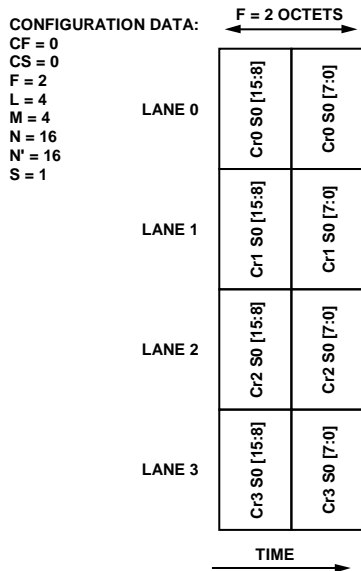 CONFIGURATION DATA:
CF = 0
CS = 0
F = 2
L = 4
M = 4
N = 16
N' = 16
S = 1
F = 2 OCTETS
LANE 0
Cr0 S0 [15:8]
Cr0 S0 [7:0]
LANE 1
Cr1 S0 [15:8]
Cr1 S0 [7:0]
LANE 2
Cr2 S0 [15:8]
Cr2 S0 [7:0]
LANE 3
Cr3 S0 [15:8]
Cr3 S0 [7:0]
TIME